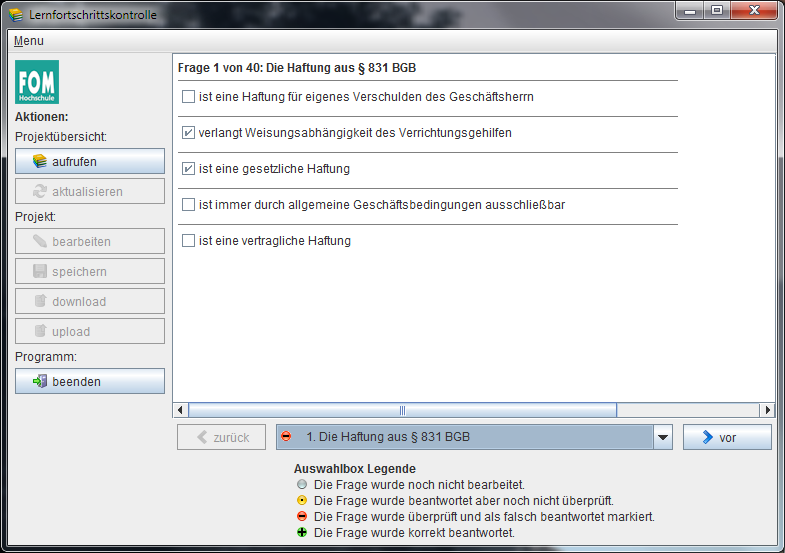 Lernfortschrittskontrolle
Menu
FOM
Hochschule
Aktionen:
Projektübersicht:
aufrufen
aktualisieren
Projekt:
bearbeiten
speichern
download
upload
Programm:
beenden
Frage 1 von 40: Die Haftung aus § 831 BGB
ist eine Haftung für eigenes Verschulden des Geschäftsherrn
verlangt Weisungsabhängigkeit des Verrichtungsgehilfen
ist eine gesetzliche Haftung
ist immer durch allgemeine Geschäftsbedingungen ausschließbar
ist eine vertragliche Haftung
zurück
1. Die Haftung aus § 831 BGB
vor
Auswahlbox Legende
Die Frage wurde noch nicht bearbeitet.
Die Frage wurde beantwortet aber noch nicht überprüft.
Die Frage wurde überprüft und als falsch beantwortet markiert.
Die Frage wurde korrekt beantwortet.